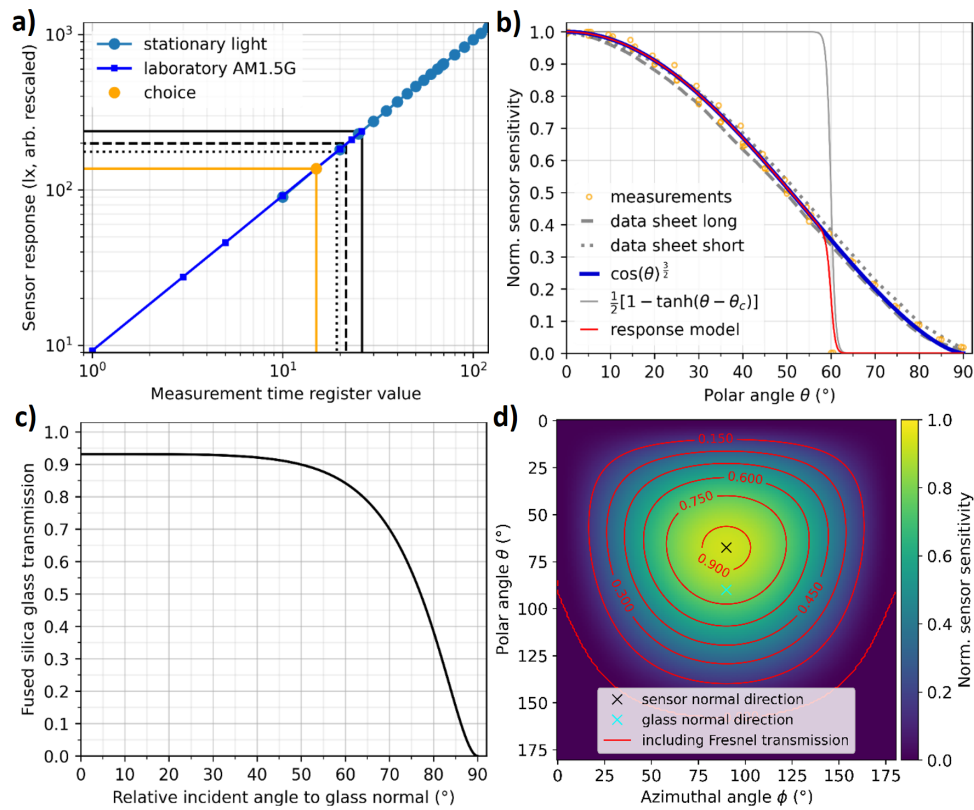 a)
10³
10²
10¹
10⁰
10¹
10²
Sensor response (lx, arb. rescaled)
Measurement time register value
stationary light
laboratory AM1.5G
choice
b)
1.0
0.9
0.8
0.7
0.6
0.5
0.4
0.3
0.2
0.1
0.0
0 10 20 30 40 50 60 70 80 90
Norm. sensor sensitivity
Polar angle θ (°)
measurements
data sheet long
data sheet short
cos(θ)^{3/2}
½[1 − tanh(θ − θ_c)]
response model
c)
1.0
0.9
0.8
0.7
0.6
0.5
0.4
0.3
0.2
0.1
0.0
0 10 20 30 40 50 60 70 80 90
Fused silica glass transmission
Relative incident angle to glass normal (°)
d)
0
25
50
75
100
125
150
175
0 25 50 75 100 125 150 175
Polar angle θ (°)
Azimuthal angle ϕ (°)
0.150
0.600
0.750
0.900
0.300
0.450
sensor normal direction
glass normal direction
including Fresnel transmission
1.0
0.8
0.6
0.4
0.2
0.0
Norm. sensor sensitivity